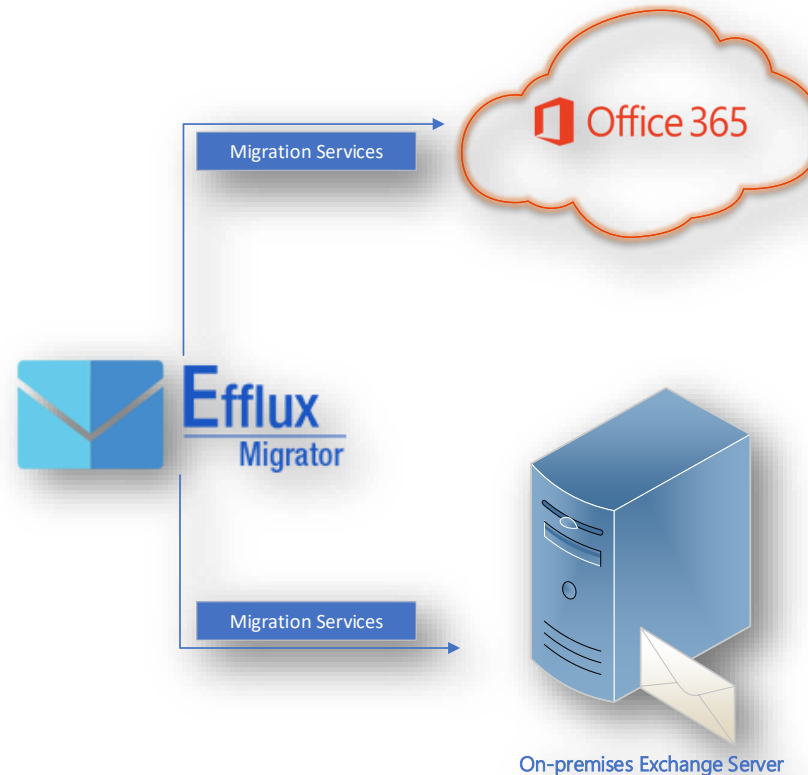 Office 365
Migration Services
Efflux
Migrator
Migration Services
On-premises Exchange Server